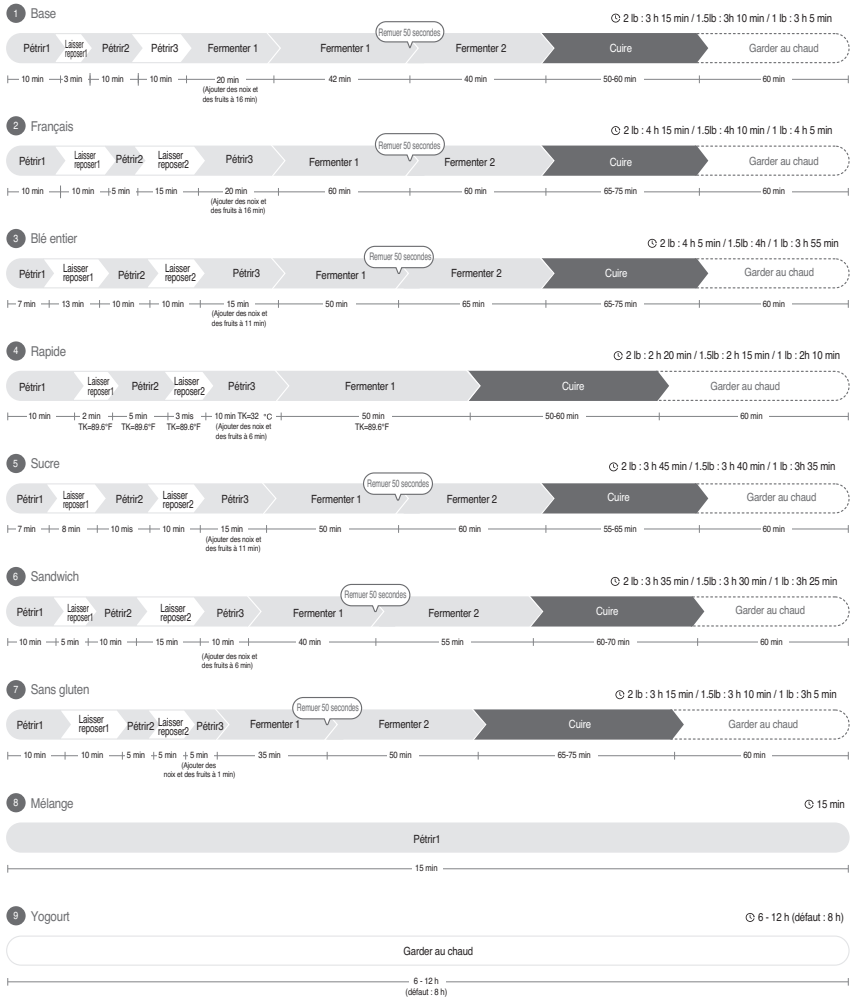 1 Base
2 lb : 3 h 15 min / 1.5lb : 3h 10 min / 1 lb : 3 h 5 min
Remuer 50 secondes
Pétrir1 Laisser reposer1 Pétrir2 Pétrir3 Fermenter 1 Fermenter 1 Fermenter 2 Cuire Garder au chaud
10 min 3 min 10 min 10 min 20 min 42 min 40 min 50-60 min 60 min
(Ajouter des noix et
des fruits à 16 min)
2 Français
2 lb : 4 h 15 min / 1.5lb : 4h 10 min / 1 lb : 4 h 5 min
Remuer 50 secondes
Pétrir1 Laisser reposer1 Pétrir2 Laisser reposer2 Pétrir3 Fermenter 1 Fermenter 2 Cuire Garder au chaud
10 min 10 min 5 min 15 min 20 min 60 min 60 min 65-75 min 60 min
(Ajouter des noix et
des fruits à 16 min)
3 Blé entier
2 lb : 4 h 5 min / 1.5lb : 4h / 1 lb : 3 h 55 min
Remuer 50 secondes
Pétrir1 Laisser reposer1 Pétrir2 Laisser reposer2 Pétrir3 Fermenter 1 Fermenter 2 Cuire Garder au chaud
7 min 13 min 10 min 10 min 15 min 50 min 65 min 65-75 min 60 min
(Ajouter des noix et
des fruits à 11 min)
4 Rapide
2 lb : 2 h 20 min / 1.5lb : 2 h 15 min / 1 lb : 2h 10 min
Pétrir1 Laisser reposer1 Pétrir2 Laisser reposer2 Pétrir3 Fermenter 1 Cuire Garder au chaud
10 min 2 min 5 min 3 mis 10 min TK=32 °C 50 min 50-60 min 60 min
TK=89.6°F TK=89.6°F TK=89.6°F (Ajouter des noix et TK=89.6°F
des fruits à 6 min)
5 Sucre
2 lb : 3 h 45 min / 1.5lb : 3 h 40 min / 1 lb : 3h 35 min
Remuer 50 secondes
Pétrir1 Laisser reposer1 Pétrir2 Laisser reposer2 Pétrir3 Fermenter 1 Fermenter 2 Cuire Garder au chaud
7 min 8 min 10 mis 10 min 15 min 50 min 60 min 55-65 min 60 min
(Ajouter des noix et
des fruits à 11 min)
6 Sandwich
2 lb : 3 h 35 min / 1.5lb : 3 h 30 min / 1 lb : 3h 25 min
Remuer 50 secondes
Pétrir1 Laisser reposer1 Pétrir2 Laisser reposer2 Pétrir3 Fermenter 1 Fermenter 2 Cuire Garder au chaud
10 min 5 min 10 min 15 min 10 min 40 min 55 min 60-70 min 60 min
(Ajouter des noix et
des fruits à 6 min)
7 Sans gluten
2 lb : 3 h 15 min / 1.5lb : 3 h 10 min / 1 lb : 3h 5 min
Remuer 50 secondes
Pétrir1 Laisser reposer1 Pétrir2 Laisser reposer2 Pétrir3 Fermenter 1 Fermenter 2 Cuire Garder au chaud
10 min 10 min 5 min 5 min 5 min 35 min 50 min 65-75 min 60 min
(Ajouter des
noix et des fruits à 1 min)
8 Mélange
15 min
Pétrir1
15 min
9 Yogourt
6 - 12 h (défaut : 8 h)
Garder au chaud
6 - 12 h
(défaut : 8 h)